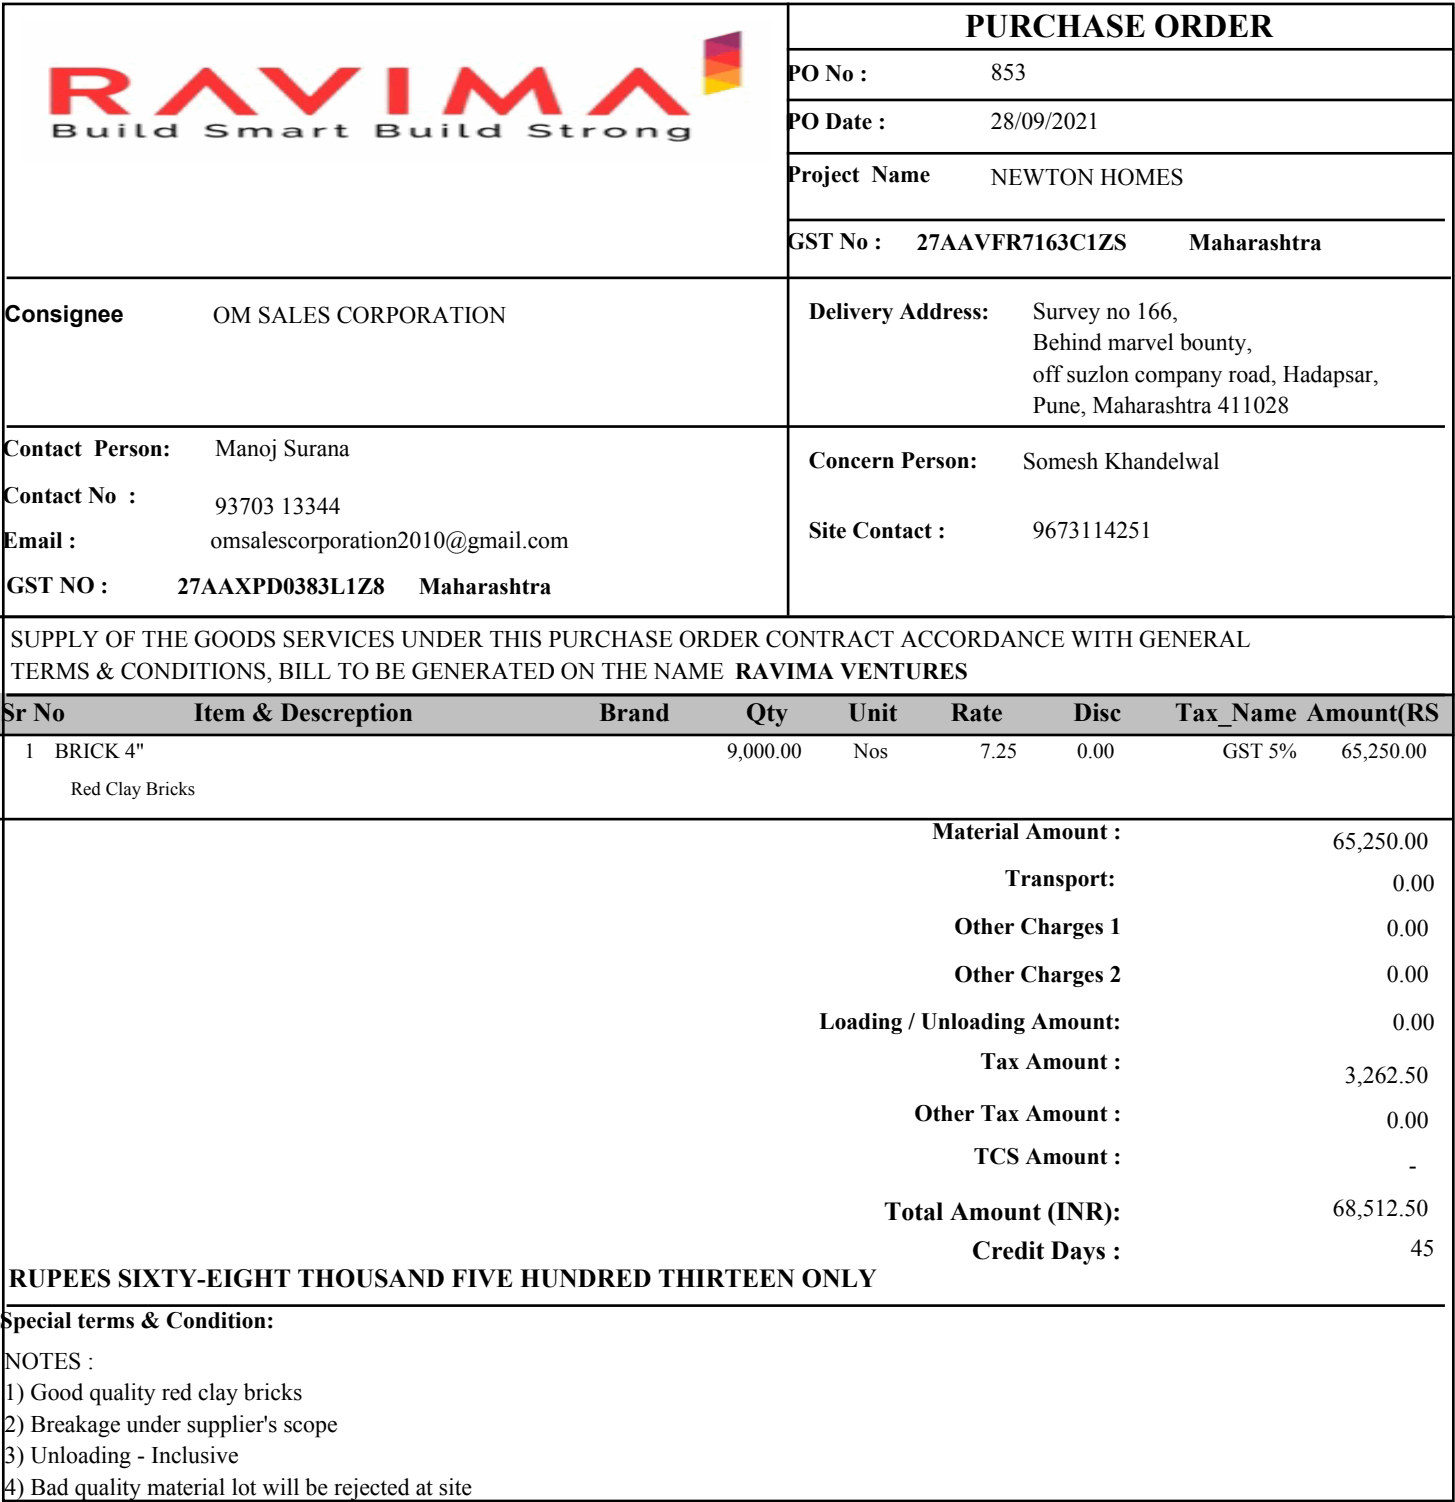 RAVIMA
Build Smart Build Strong
PURCHASE ORDER
PO No : 853
PO Date : 28/09/2021
Project Name NEWTON HOMES
GST No : 27AAVFR7163C1ZS Maharashtra
Consignee OM SALES CORPORATION
Delivery Address: Survey no 166,
Behind marvel bounty,
off suzlon company road, Hadapsar,
Pune, Maharashtra 411028
Contact Person: Manoj Surana
Contact No : 93703 13344
Email : omsalescorporation2010@gmail.com
GST NO : 27AAXPD0383L1Z8 Maharashtra
Concern Person: Somesh Khandelwal
Site Contact : 9673114251
SUPPLY OF THE GOODS SERVICES UNDER THIS PURCHASE ORDER CONTRACT ACCORDANCE WITH GENERAL
TERMS & CONDITIONS, BILL TO BE GENERATED ON THE NAME RAVIMA VENTURES
Sr No Item & Descreption Brand Qty Unit Rate Disc Tax_Name Amount(RS
1 BRICK 4" 9,000.00 Nos 7.25 0.00 GST 5% 65,250.00
Red Clay Bricks
Material Amount : 65,250.00
Transport: 0.00
Other Charges 1 0.00
Other Charges 2 0.00
Loading / Unloading Amount: 0.00
Tax Amount : 3,262.50
Other Tax Amount : 0.00
TCS Amount : -
Total Amount (INR): 68,512.50
Credit Days : 45
RUPEES SIXTY-EIGHT THOUSAND FIVE HUNDRED THIRTEEN ONLY
Special terms & Condition:
NOTES :
1) Good quality red clay bricks
2) Breakage under supplier's scope
3) Unloading - Inclusive
4) Bad quality material lot will be rejected at site